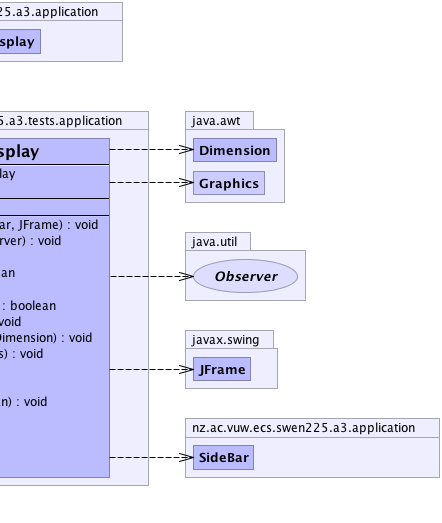 25.a3.application
splay
5.a3.tests.application
splay
lay
ar, JFrame) : void
rver) : void
an
: boolean
void
Dimension) : void
s) : void
an) : void
java.awt
Dimension
Graphics
java.util
Observer
javax.swing
JFrame
nz.ac.vuw.ecs.swen225.a3.application
SideBar